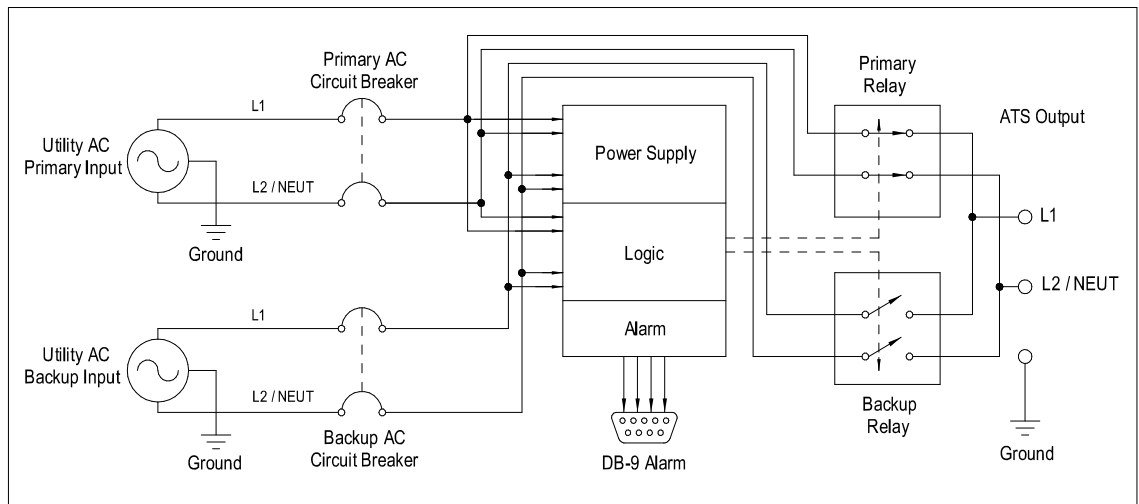 Primary AC
Circuit Breaker
Primary
Relay
L1
ATS Output
Utility AC
Primary Input
Power Supply
L2 / NEUT
L1
Ground
Logic
L2 / NEUT
L1
Alarm
Utility AC
Backup Input
L2 / NEUT
Backup
Relay
Backup AC
Circuit Breaker
Ground
DB-9 Alarm
Ground